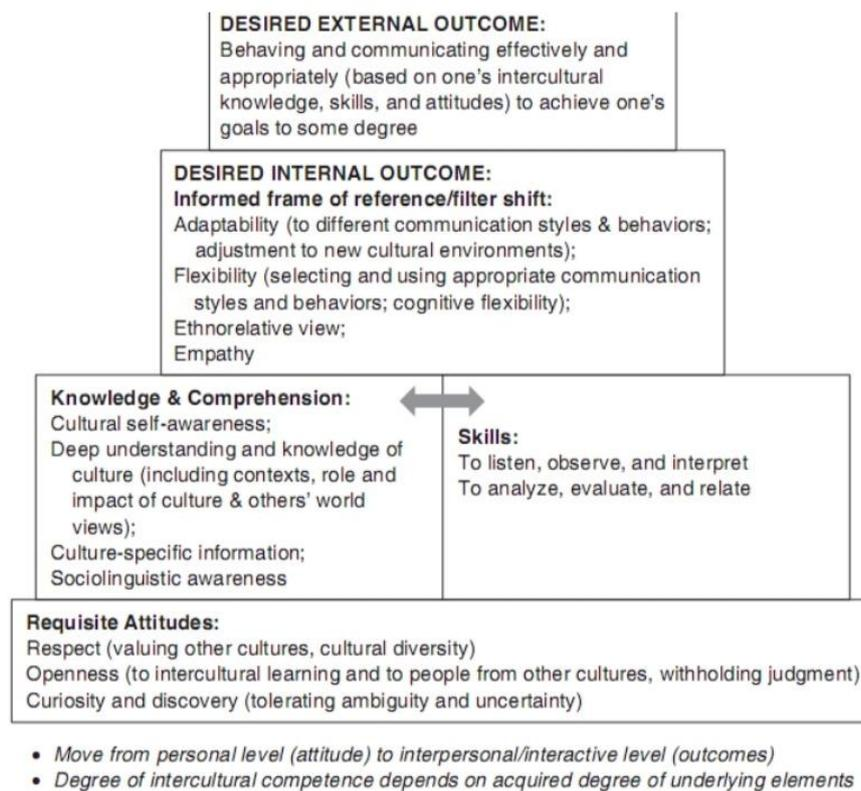 DESIRED EXTERNAL OUTCOME:
Behaving and communicating effectively and
appropriately (based on one's intercultural
knowledge, skills, and attitudes) to achieve one's
goals to some degree
DESIRED INTERNAL OUTCOME:
Informed frame of reference/filter shift:
Adaptability (to different communication styles & behaviors;
adjustment to new cultural environments);
Flexibility (selecting and using appropriate communication
styles and behaviors; cognitive flexibility);
Ethnorelative view;
Empathy
Knowledge & Comprehension:
Cultural self-awareness;
Deep understanding and knowledge of
culture (including contexts, role and
impact of culture & others' world
views);
Culture-specific information;
Sociolinguistic awareness
Skills:
To listen, observe, and interpret
To analyze, evaluate, and relate
Requisite Attitudes:
Respect (valuing other cultures, cultural diversity)
Openness (to intercultural learning and to people from other cultures, withholding judgment)
Curiosity and discovery (tolerating ambiguity and uncertainty)
• Move from personal level (attitude) to interpersonal/interactive level (outcomes)
• Degree of intercultural competence depends on acquired degree of underlying elements